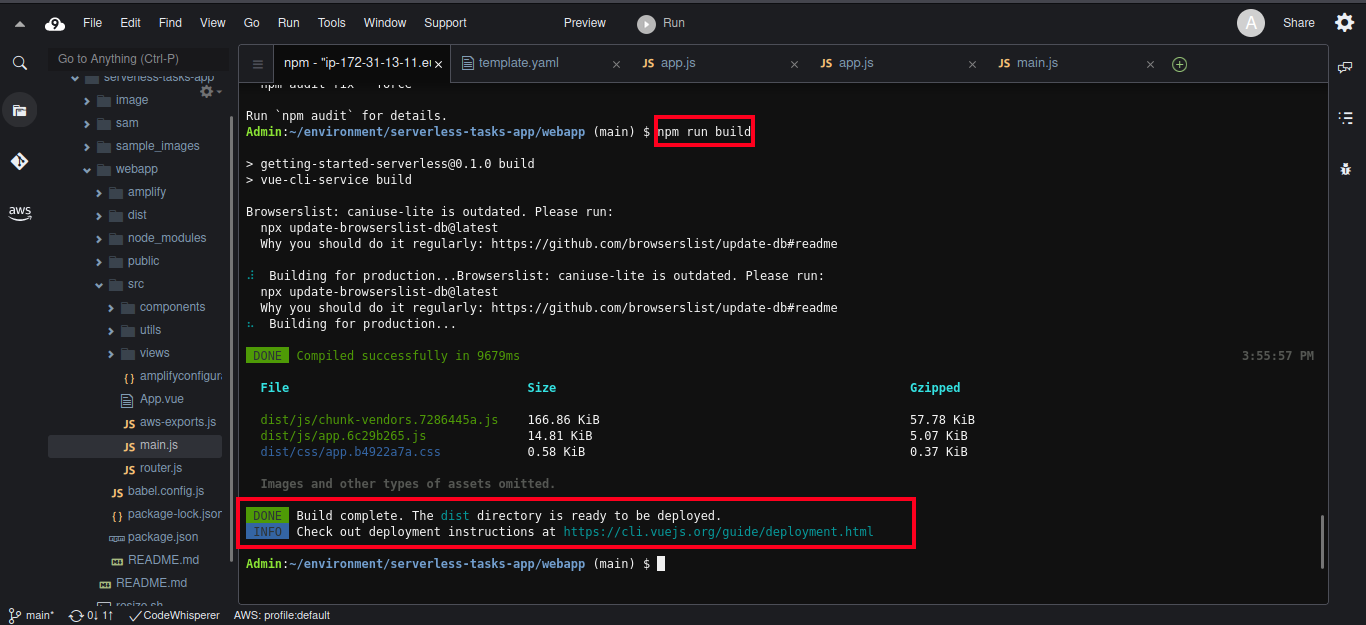 File Edit Find View Go Run Tools Window Support Preview Run A Share
Go to Anything (Ctrl-P)
npm - "ip-172-31-13-11.eu × template.yaml × JS app.js × JS app.js × JS main.js ×
serverless-tasks-app
image
sam
sample_images
webapp
amplify
dist
node_modules
public
src
components
utils
views
{} amplifyconfigura
App.vue
JS aws-exports.js
JS main.js
JS router.js
JS babel.config.js
{} package-lock.json
package.json
README.md
README.md
resize.sh
aws
npm audit fix --force
Run `npm audit` for details.
Admin:~/environment/serverless-tasks-app/webapp (main) $ npm run build
> getting-started-serverless@0.1.0 build
> vue-cli-service build
Browserslist: caniuse-lite is outdated. Please run:
npx update-browserslist-db@latest
Why you should do it regularly: https://github.com/browserslist/update-db#readme
Building for production...Browserslist: caniuse-lite is outdated. Please run:
npx update-browserslist-db@latest
Why you should do it regularly: https://github.com/browserslist/update-db#readme
Building for production...
DONE Compiled successfully in 9679ms 3:55:57 PM
File Size Gzipped
dist/js/chunk-vendors.7286445a.js 166.86 KiB 57.78 KiB
dist/js/app.6c29b265.js 14.81 KiB 5.07 KiB
dist/css/app.b4922a7a.css 0.58 KiB 0.37 KiB
Images and other types of assets omitted.
DONE Build complete. The dist directory is ready to be deployed.
INFO Check out deployment instructions at https://cli.vuejs.org/guide/deployment.html
Admin:~/environment/serverless-tasks-app/webapp (main) $
main* 0↓ 1↑ CodeWhisperer AWS: profile:default